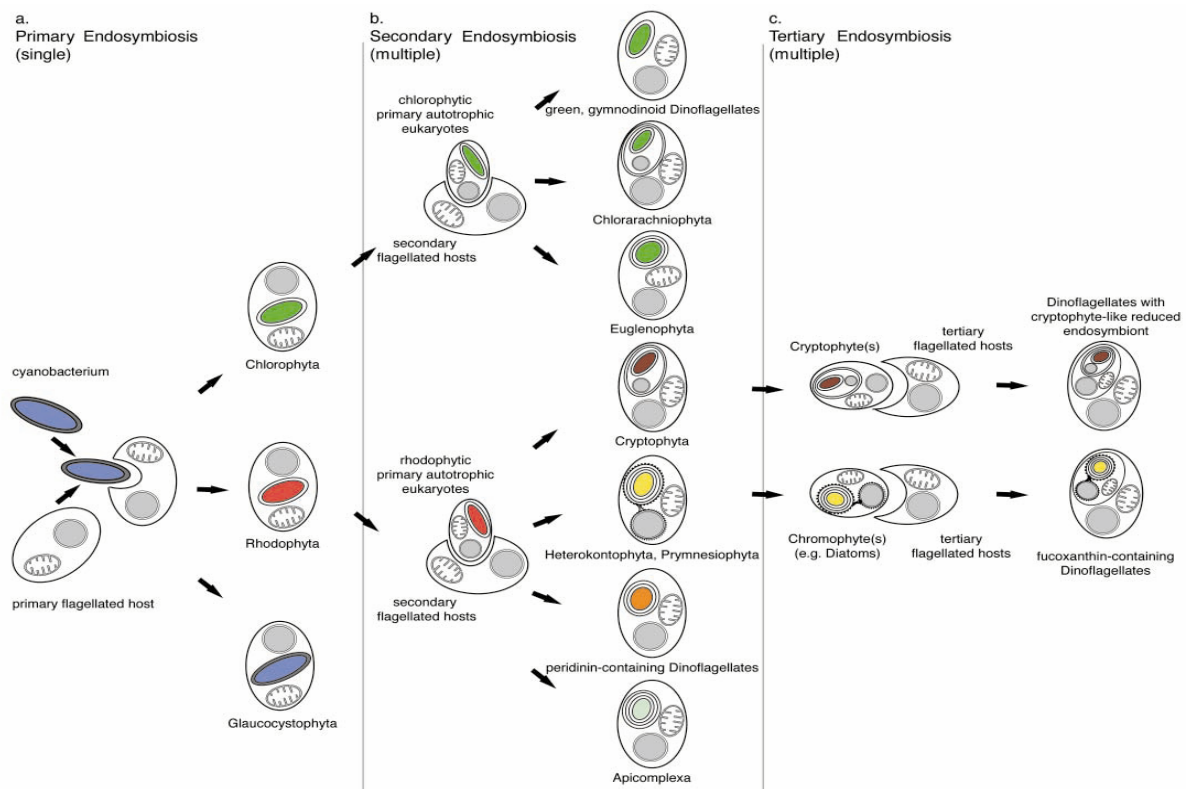 a.
Primary Endosymbiosis
(single)
cyanobacterium
primary flagellated host
Chlorophyta
Rhodophyta
Glaucocystophyta
b.
Secondary Endosymbiosis
(multiple)
chlorophytic
primary autotrophic
eukaryotes
secondary
flagellated hosts
rhodophytic
primary autotrophic
eukaryotes
secondary
flagellated hosts
green, gymnodinoid Dinoflagellates
Chlorarachniophyta
Euglenophyta
Cryptophyta
Heterokontophyta, Prymnesiophyta
peridinin-containing Dinoflagellates
Apicomplexa
c.
Tertiary Endosymbiosis
(multiple)
Cryptophyte(s)
tertiary
flagellated hosts
Dinoflagellates with
cryptophyte-like reduced
endosymbiont
Chromophyte(s)
(e.g. Diatoms)
tertiary
flagellated hosts
fucoxanthin-containing
Dinoflagellates